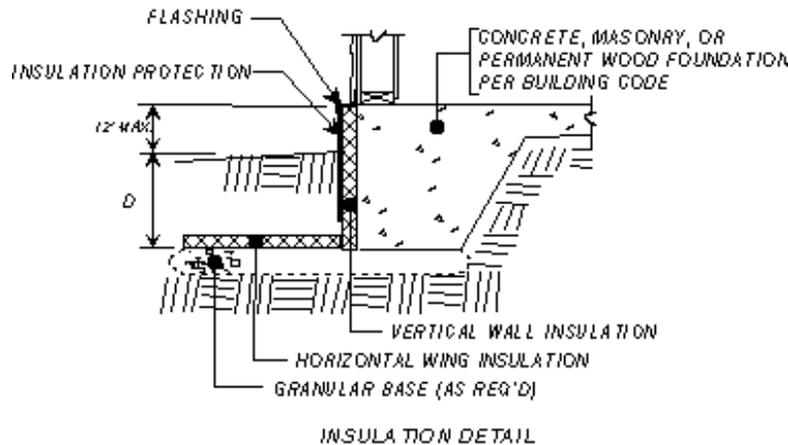 FLASHING
INSULATION PROTECTION
CONCRETE, MASONRY, OR
PERMANENT WOOD FOUNDATION
PER BUILDING CODE
12" MAX.
D
VERTICAL WALL INSULATION
HORIZONTAL WING INSULATION
GRANULAR BASE (AS REQ'D)
INSULATION DETAIL